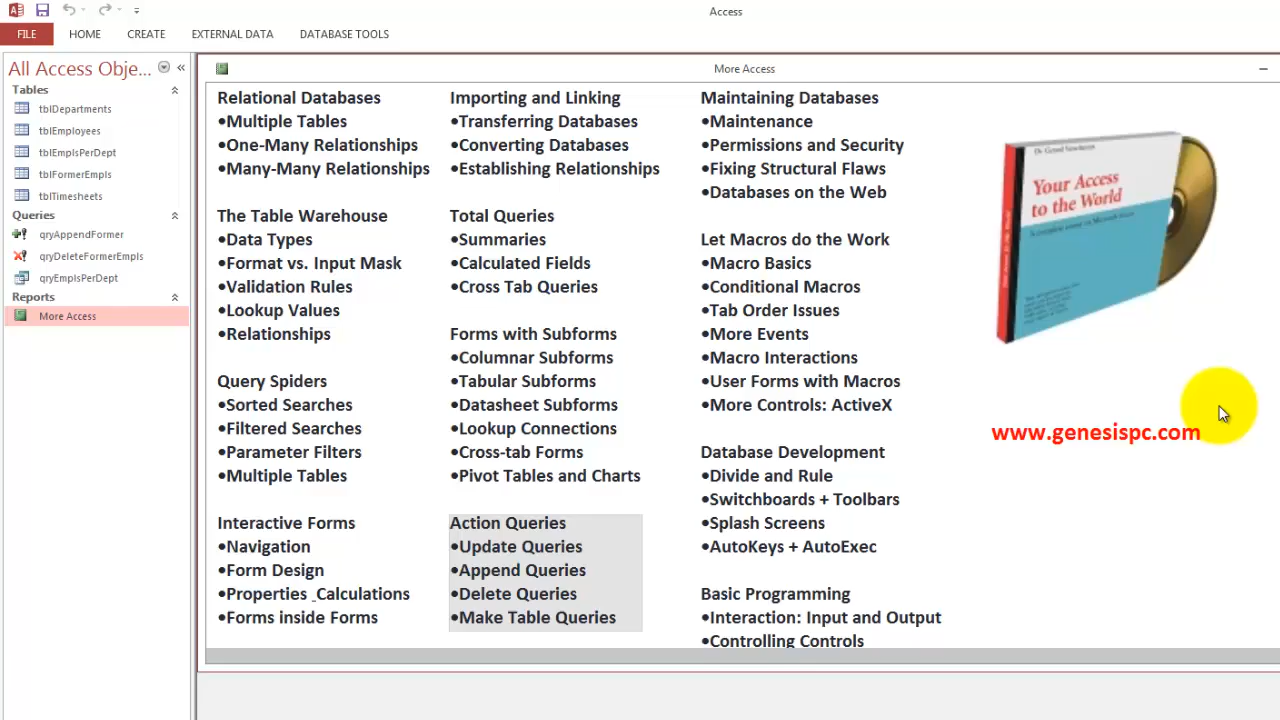 Access
FILE HOME CREATE EXTERNAL DATA DATABASE TOOLS
All Access Obje...
Tables
tblDepartments
tblEmployees
tblEmplsPerDept
tblFormerEmpls
tblTimesheets
Queries
qryAppendFormer
qryDeleteFormerEmpls
qryEmplsPerDept
Reports
More Access
More Access
Relational Databases
•Multiple Tables
•One-Many Relationships
•Many-Many Relationships
The Table Warehouse
•Data Types
•Format vs. Input Mask
•Validation Rules
•Lookup Values
•Relationships
Query Spiders
•Sorted Searches
•Filtered Searches
•Parameter Filters
•Multiple Tables
Interactive Forms
•Navigation
•Form Design
•Properties _Calculations
•Forms inside Forms
Importing and Linking
•Transferring Databases
•Converting Databases
•Establishing Relationships
Total Queries
•Summaries
•Calculated Fields
•Cross Tab Queries
Forms with Subforms
•Columnar Subforms
•Tabular Subforms
•Datasheet Subforms
•Lookup Connections
•Cross-tab Forms
•Pivot Tables and Charts
Action Queries
•Update Queries
•Append Queries
•Delete Queries
•Make Table Queries
Maintaining Databases
•Maintenance
•Permissions and Security
•Fixing Structural Flaws
•Databases on the Web
Let Macros do the Work
•Macro Basics
•Conditional Macros
•Tab Order Issues
•More Events
•Macro Interactions
•User Forms with Macros
•More Controls: ActiveX
Database Development
•Divide and Rule
•Switchboards + Toolbars
•Splash Screens
•AutoKeys + AutoExec
Basic Programming
•Interaction: Input and Output
•Controlling Controls
Your Access
to the World
www.genesispc.com